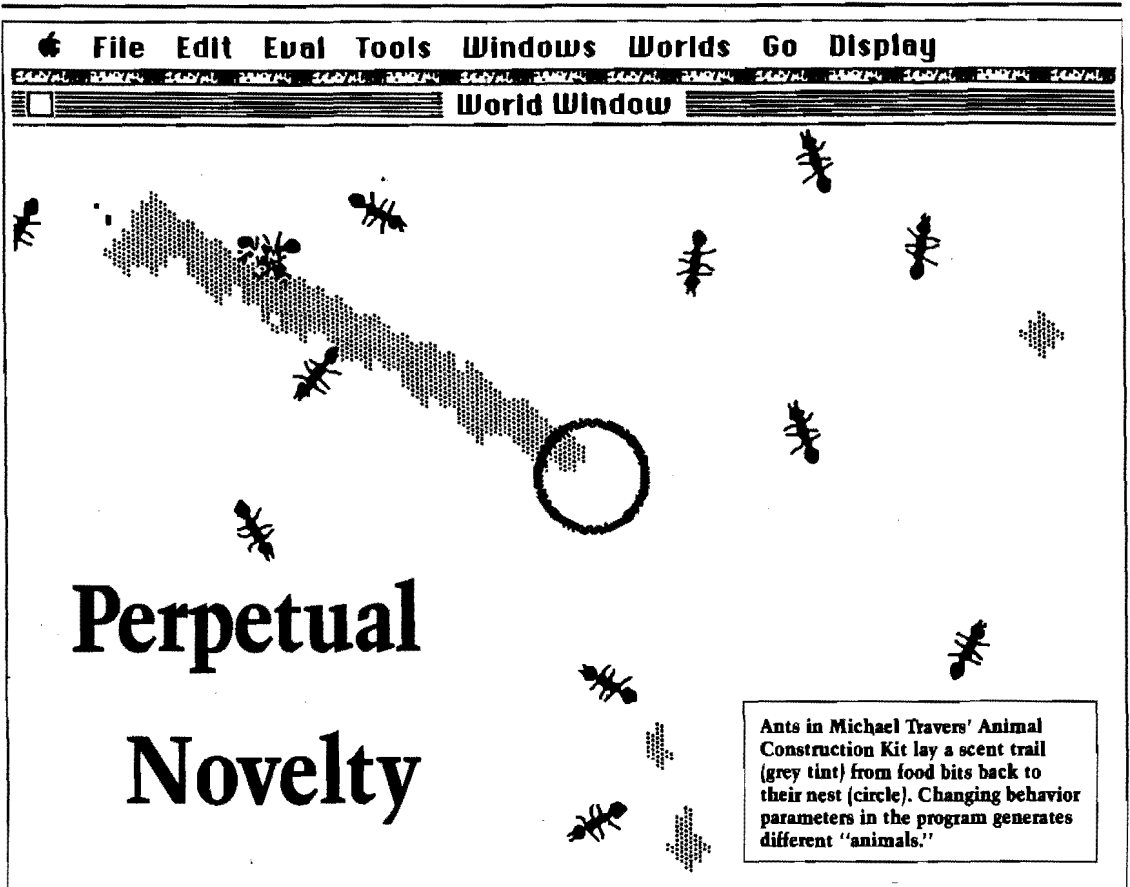 File Edit Eval Tools Windows Worlds Go Display
World Window
Perpetual
Novelty
Ants in Michael Travers' Animal
Construction Kit lay a scent trail
(grey tint) from food bits back to
their nest (circle). Changing behavior
parameters in the program generates
different "animals."